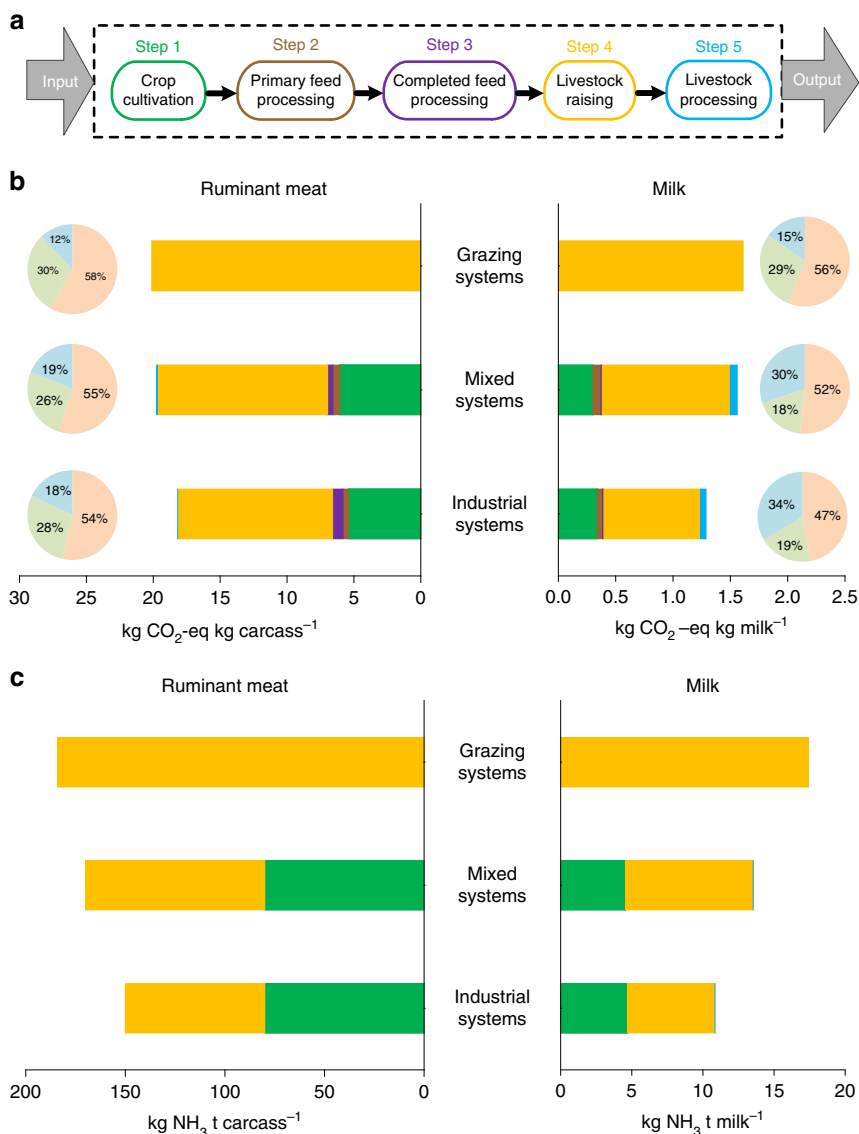 a
Step 1
Step 2
Step 3
Step 4
Step 5
Input
Crop
cultivation
Primary feed
processing
Completed feed
processing
Livestock
raising
Livestock
processing
Output
b
Ruminant meat
Milk
12%
30%
58%
Grazing
systems
15%
29%
56%
19%
26%
55%
Mixed
systems
30%
18%
52%
18%
28%
54%
Industrial
systems
34%
19%
47%
30 25 20 15 10 5 0
0.0 0.5 1.0 1.5 2.0 2.5
kg CO₂-eq kg carcass⁻¹
kg CO₂ –eq kg milk⁻¹
c
Ruminant meat
Milk
Grazing
systems
Mixed
systems
Industrial
systems
200 150 100 50 0
0 5 10 15 20
kg NH₃ t carcass⁻¹
kg NH₃ t milk⁻¹